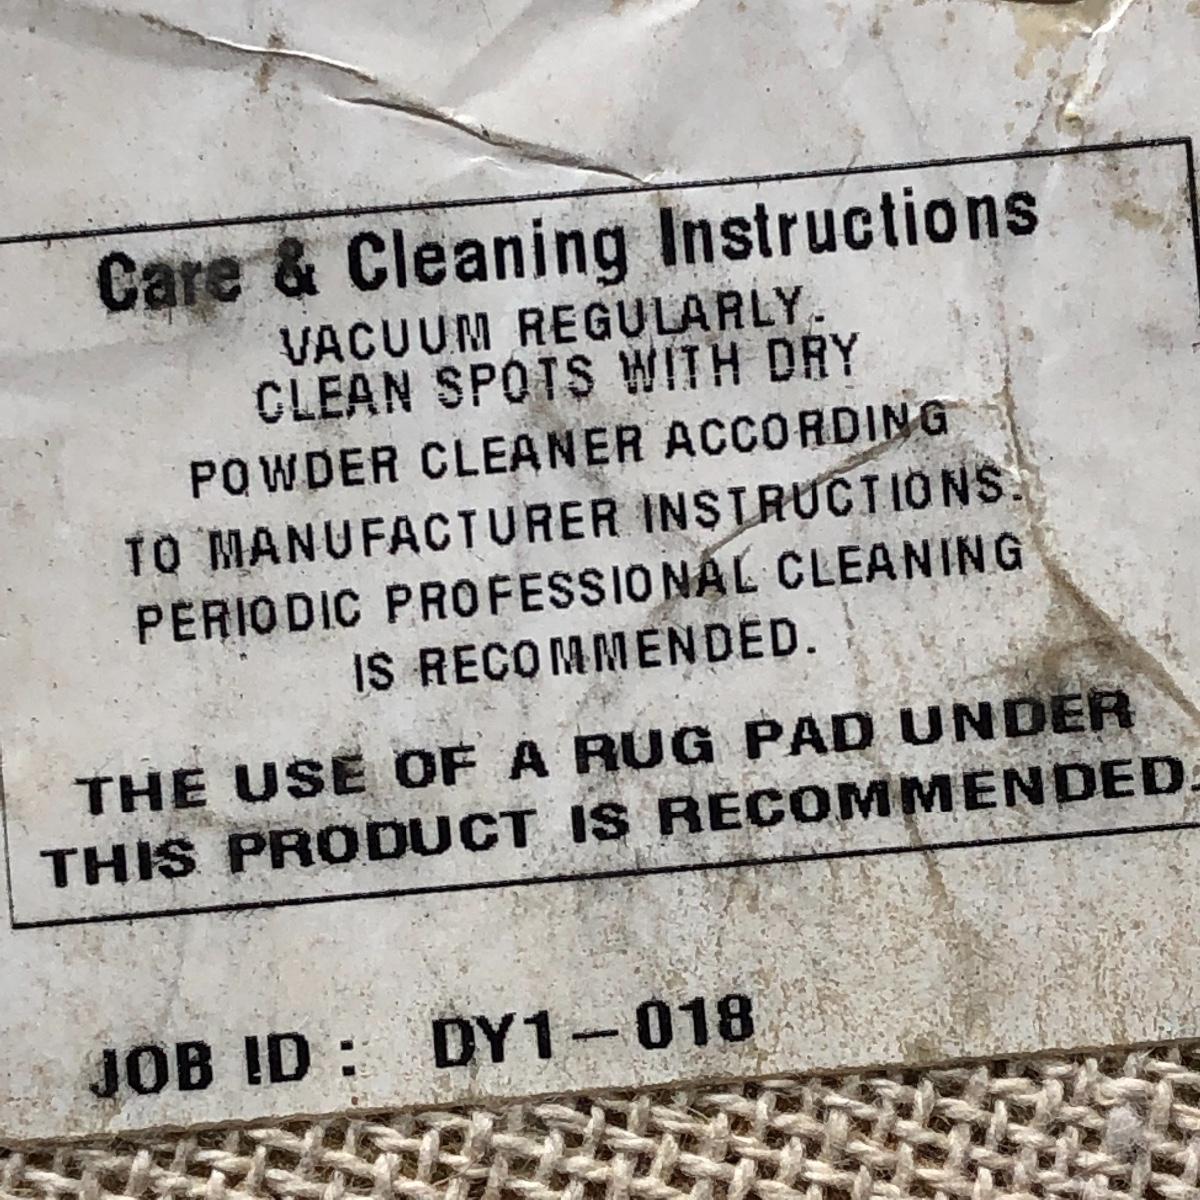 Care & Cleaning Instructions
VACUUM REGULARLY.
CLEAN SPOTS WITH DRY
POWDER CLEANER ACCORDING
TO MANUFACTURER INSTRUCTIONS.
PERIODIC PROFESSIONAL CLEANING
IS RECOMMENDED.
THE USE OF A RUG PAD UNDER
THIS PRODUCT IS RECOMMENDED.
JOB ID : DY1-018